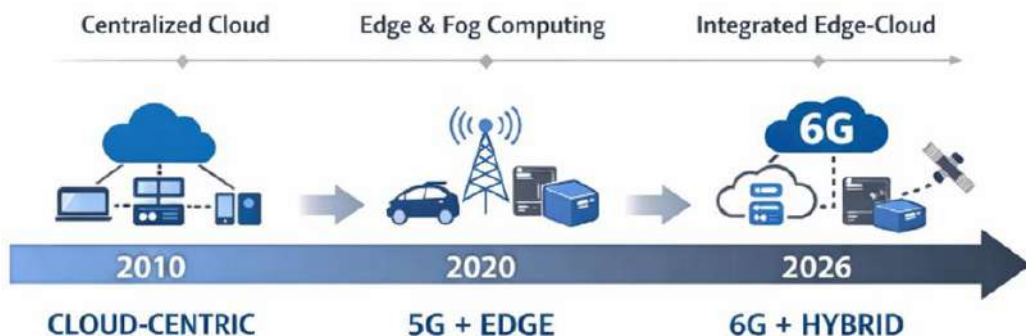 Centralized Cloud
Edge & Fog Computing
Integrated Edge-Cloud
6G
2010
2020
2026
CLOUD-CENTRIC
5G + EDGE
6G + HYBRID